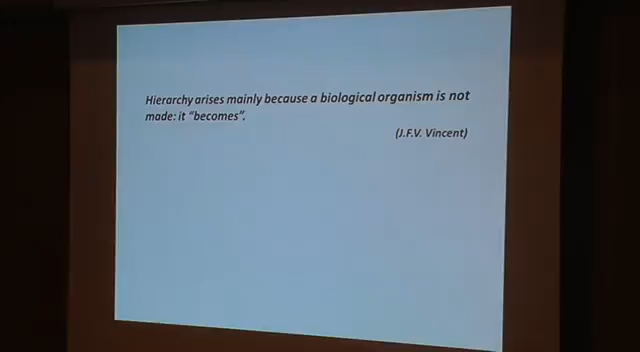 Hierarchy arises mainly because a biological organism is not
made: it "becomes".
(J.F.V. Vincent)